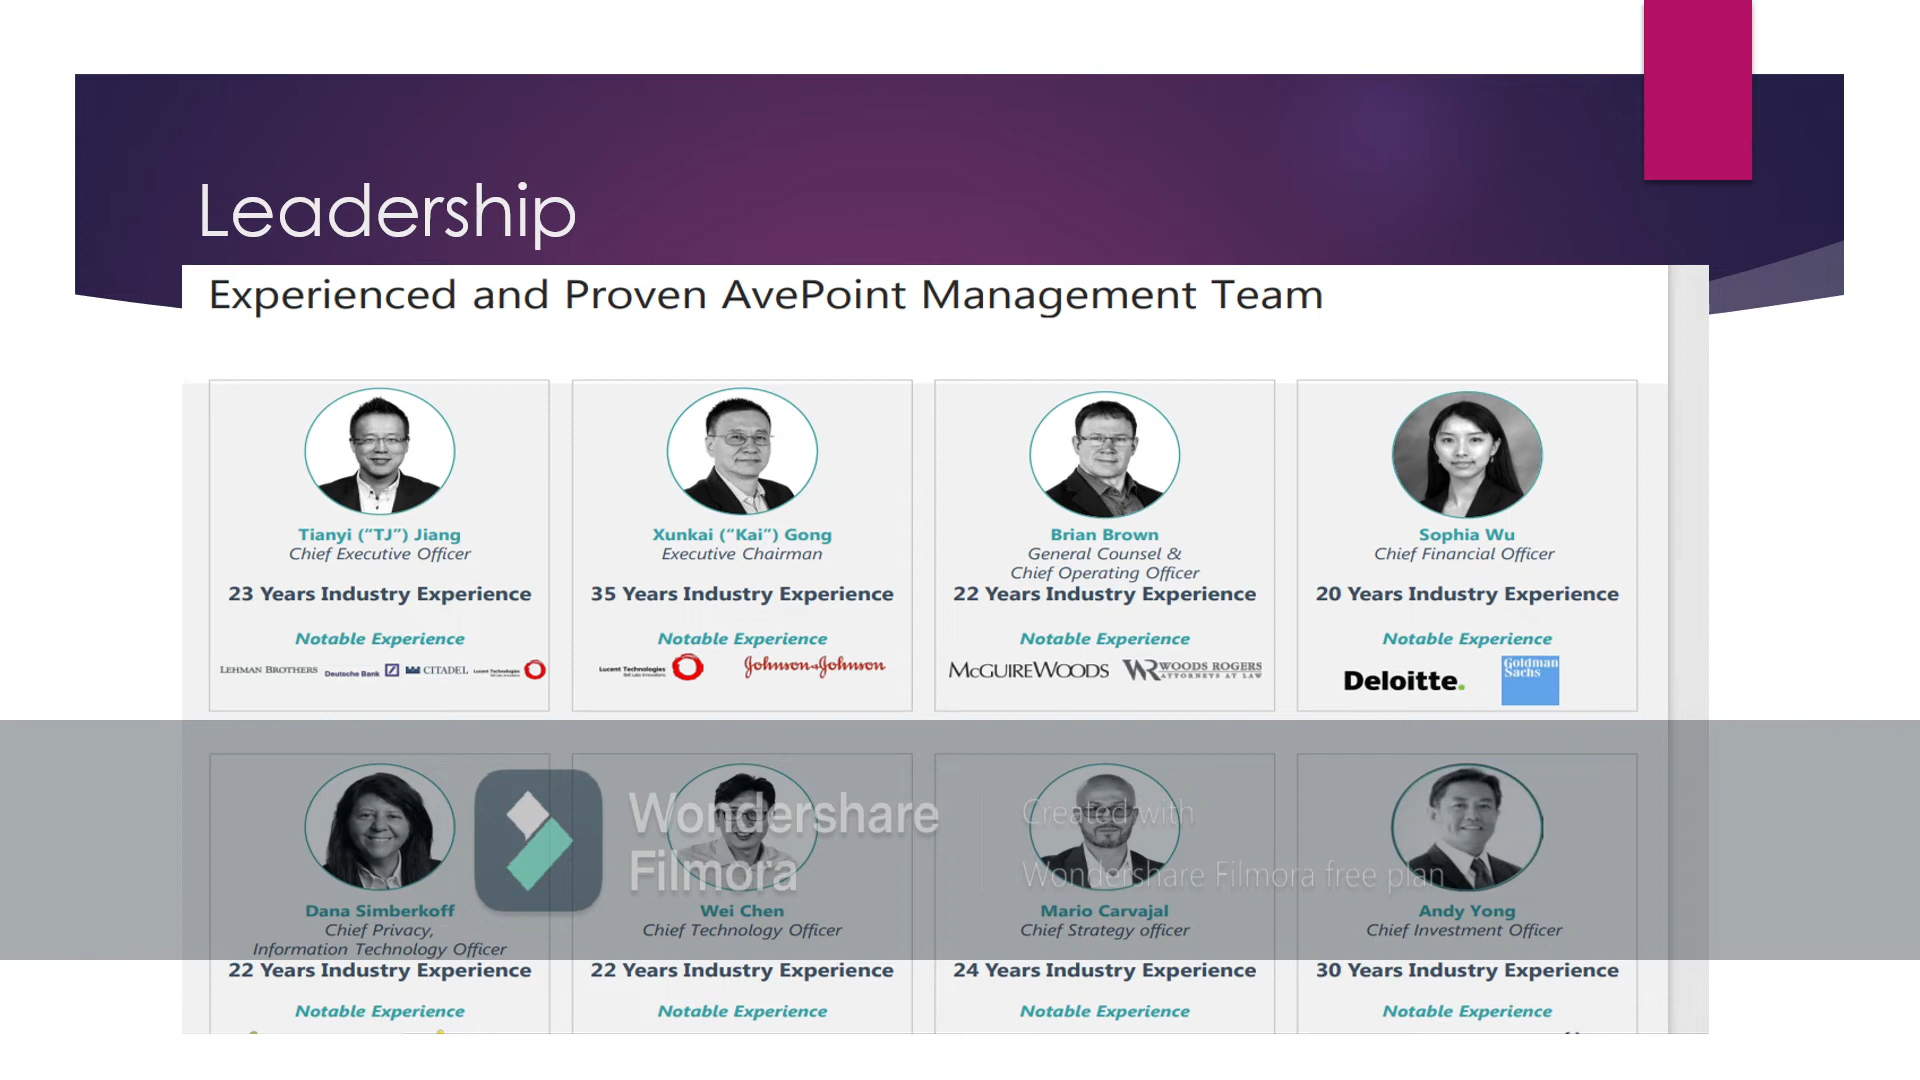 Leadership
Experienced and Proven AvePoint Management Team
Tianyi (“TJ”) Jiang
Chief Executive Officer
23 Years Industry Experience
Notable Experience
LEHMAN BROTHERS Deutsche Bank CITADEL Lucent Technologies
Xunkai (“Kai”) Gong
Executive Chairman
35 Years Industry Experience
Notable Experience
Lucent Technologies
Bell Labs Innovations
Johnson&Johnson
Brian Brown
General Counsel &
Chief Operating Officer
22 Years Industry Experience
Notable Experience
MCGUIREWOODS WR WOODS ROGERS
ATTORNEYS AT LAW
Sophia Wu
Chief Financial Officer
20 Years Industry Experience
Notable Experience
Deloitte.
Goldman
Sachs
Dana Simberkoff
Chief Privacy,
Information Technology Officer
22 Years Industry Experience
Notable Experience
Wei Chen
Chief Technology Officer
22 Years Industry Experience
Notable Experience
Mario Carvajal
Chief Strategy officer
24 Years Industry Experience
Notable Experience
Andy Yong
Chief Investment Officer
30 Years Industry Experience
Notable Experience
Wondershare
Filmora
Created with
Wondershare Filmora free plan